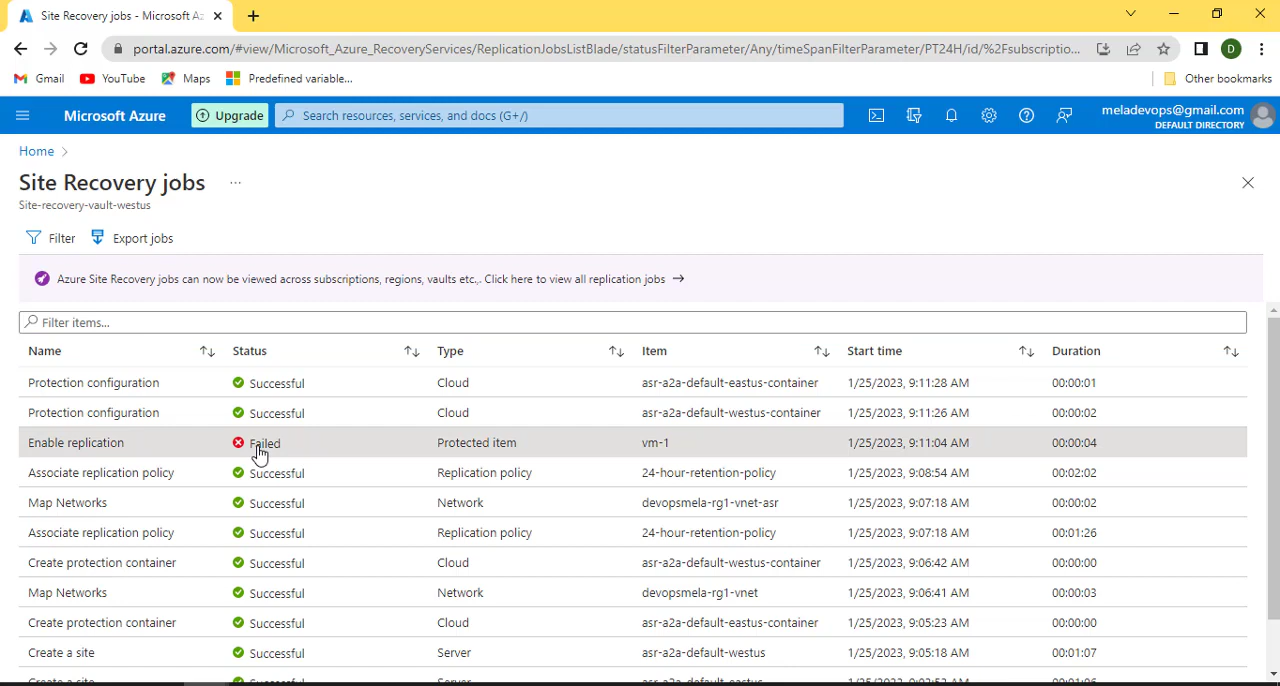 Site Recovery jobs - Microsoft Az
portal.azure.com/#view/Microsoft_Azure_RecoveryServices/ReplicationJobsListBlade/statusFilterParameter/Any/timeSpanFilterParameter/PT24H/id/%2Fsubscriptio...
D
Gmail YouTube Maps Predefined variable... Other bookmarks
Microsoft Azure Upgrade Search resources, services, and docs (G+/) meladevops@gmail.com
DEFAULT DIRECTORY
Home >
Site Recovery jobs ...
Site-recovery-vault-westus
Filter Export jobs
Azure Site Recovery jobs can now be viewed across subscriptions, regions, vaults etc.,. Click here to view all replication jobs →
Filter items...
Name ↑↓ Status ↑↓ Type ↑↓ Item ↑↓ Start time ↑↓ Duration ↑↓
Protection configuration Successful Cloud asr-a2a-default-eastus-container 1/25/2023, 9:11:28 AM 00:00:01
Protection configuration Successful Cloud asr-a2a-default-westus-container 1/25/2023, 9:11:26 AM 00:00:02
Enable replication Failed Protected item vm-1 1/25/2023, 9:11:04 AM 00:00:04
Associate replication policy Successful Replication policy 24-hour-retention-policy 1/25/2023, 9:08:54 AM 00:02:02
Map Networks Successful Network devopsmela-rg1-vnet-asr 1/25/2023, 9:07:18 AM 00:00:02
Associate replication policy Successful Replication policy 24-hour-retention-policy 1/25/2023, 9:07:18 AM 00:01:26
Create protection container Successful Cloud asr-a2a-default-westus-container 1/25/2023, 9:06:42 AM 00:00:00
Map Networks Successful Network devopsmela-rg1-vnet 1/25/2023, 9:06:41 AM 00:00:03
Create protection container Successful Cloud asr-a2a-default-eastus-container 1/25/2023, 9:05:23 AM 00:00:00
Create a site Successful Server asr-a2a-default-westus 1/25/2023, 9:05:18 AM 00:01:07